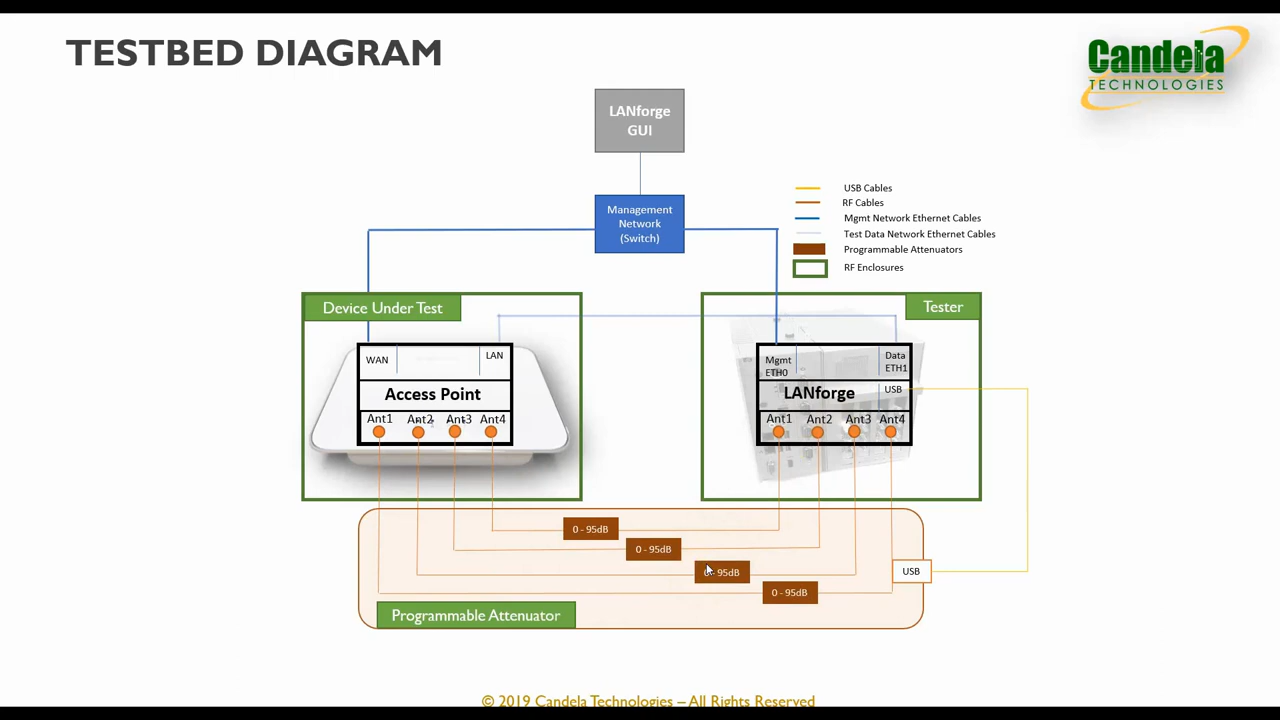 TESTBED DIAGRAM
Candela
TECHNOLOGIES
LANforge
GUI
Management
Network
(Switch)
USB Cables
RF Cables
Mgmt Network Ethernet Cables
Test Data Network Ethernet Cables
Programmable Attenuators
RF Enclosures
Device Under Test
Tester
WAN
LAN
Access Point
Ant1
Ant2
Ant3
Ant4
Mgmt
ETH0
Data
ETH1
USB
LANforge
Ant1
Ant2
Ant3
Ant4
0 - 95dB
0 - 95dB
0 - 95dB
0 - 95dB
USB
Programmable Attenuator
© 2019 Candela Technologies – All Rights Reserved